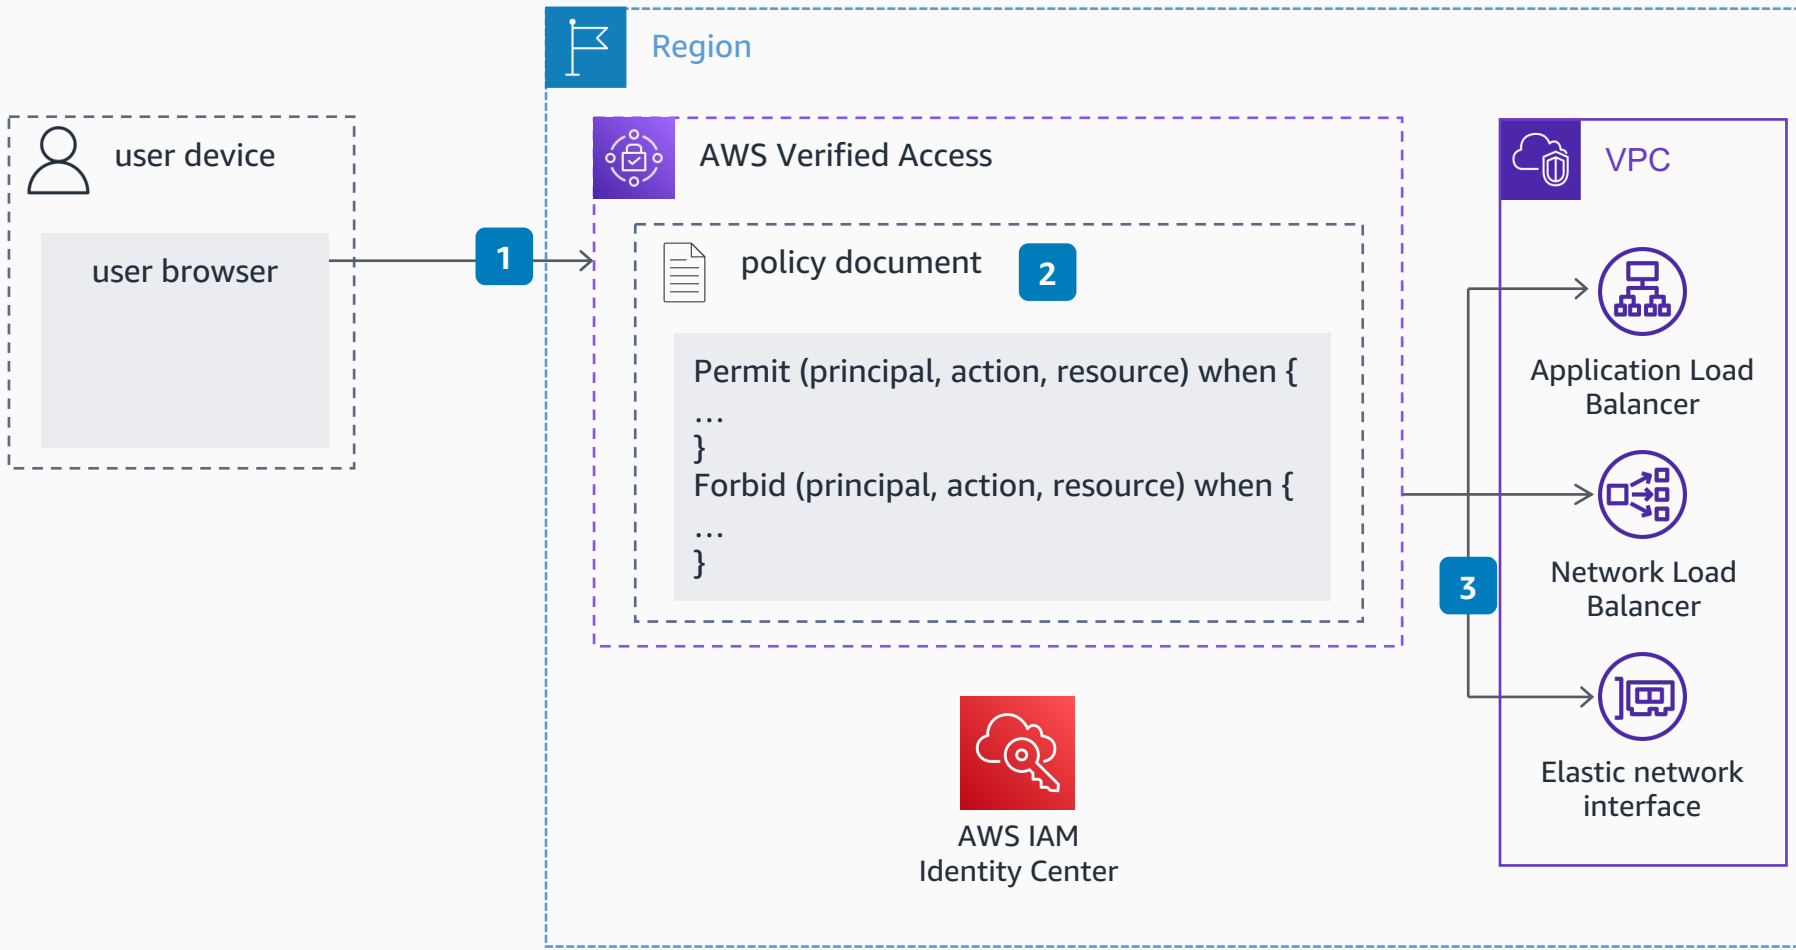 Region
user device
user browser
1
AWS Verified Access
policy document
2
Permit (principal, action, resource) when {
...
}
Forbid (principal, action, resource) when {
...
}
AWS IAM
Identity Center
3
VPC
Application Load
Balancer
Network Load
Balancer
Elastic network
interface